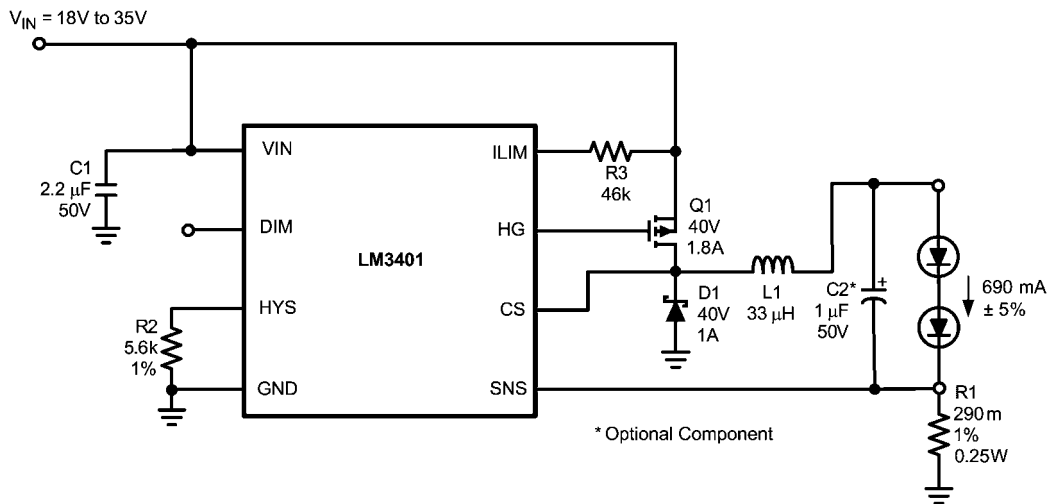 V_IN = 18V to 35V
C1
2.2 μF
50V
VIN
DIM
HYS
GND
LM3401
ILIM
HG
CS
SNS
R2
5.6k
1%
R3
46k
Q1
40V
1.8A
D1
40V
1A
L1
33 μH
C2*
+
1 μF
50V
690 mA
± 5%
R1
290m
1%
0.25W
* Optional Component